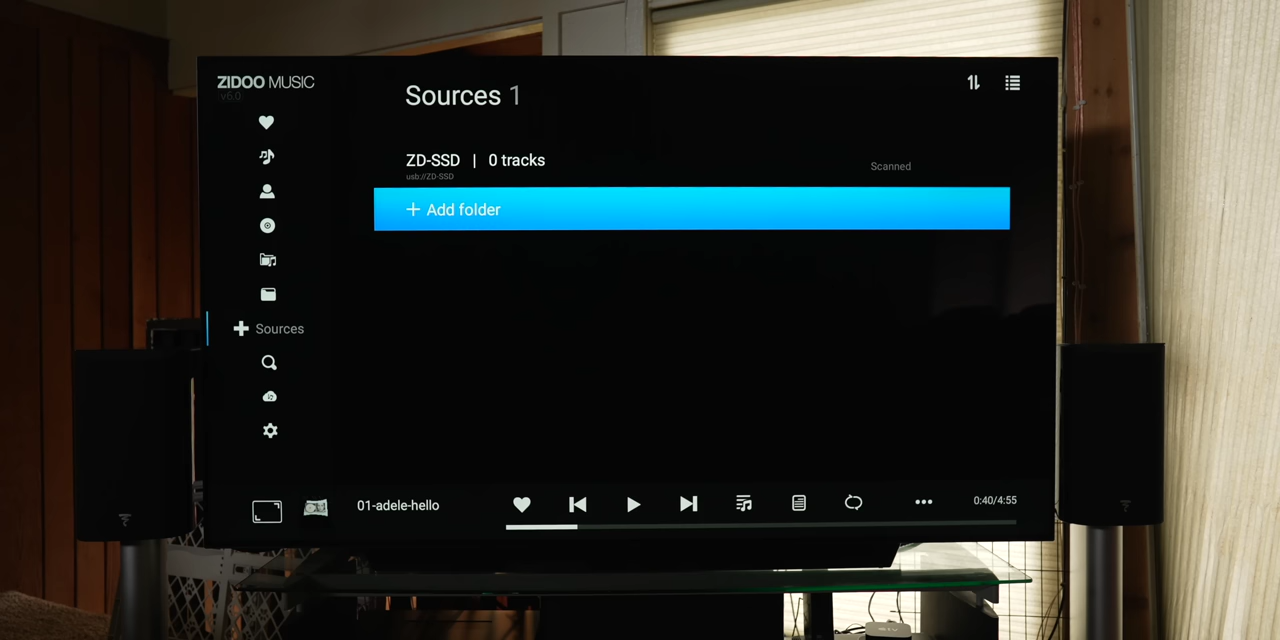 ZIDOO MUSIC
v6.0
Sources 1
ZD-SSD | 0 tracks
usb://ZD-SSD
Scanned
+ Add folder
Sources
01-adele-hello
0:40/4:55